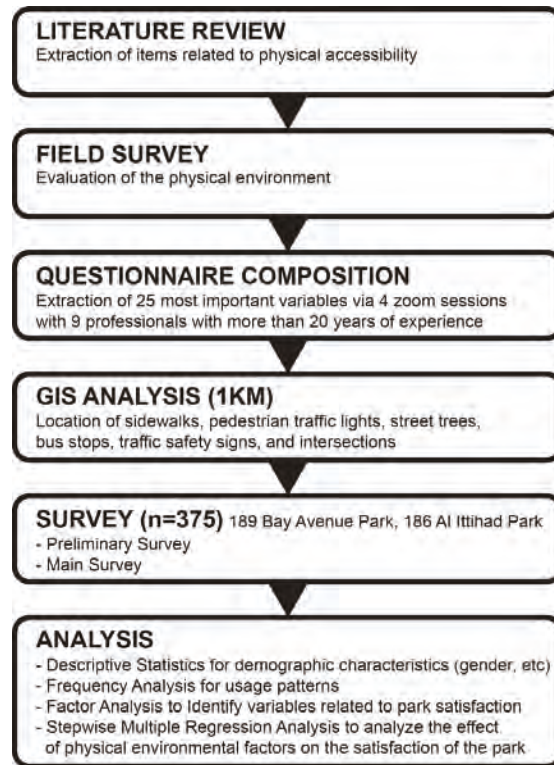 LITERATURE REVIEW
Extraction of items related to physical accessibility
FIELD SURVEY
Evaluation of the physical environment
QUESTIONNAIRE COMPOSITION
Extraction of 25 most important variables via 4 zoom sessions
with 9 professionals with more than 20 years of experience
GIS ANALYSIS (1KM)
Location of sidewalks, pedestrian traffic lights, street trees,
bus stops, traffic safety signs, and intersections
SURVEY (n=375) 189 Bay Avenue Park, 186 Al Ittihad Park
- Preliminary Survey
- Main Survey
ANALYSIS
- Descriptive Statistics for demographic characteristics (gender, etc)
- Frequency Analysis for usage patterns
- Factor Analysis to Identify variables related to park satisfaction
- Stepwise Multiple Regression Analysis to analyze the effect
of physical environmental factors on the satisfaction of the park